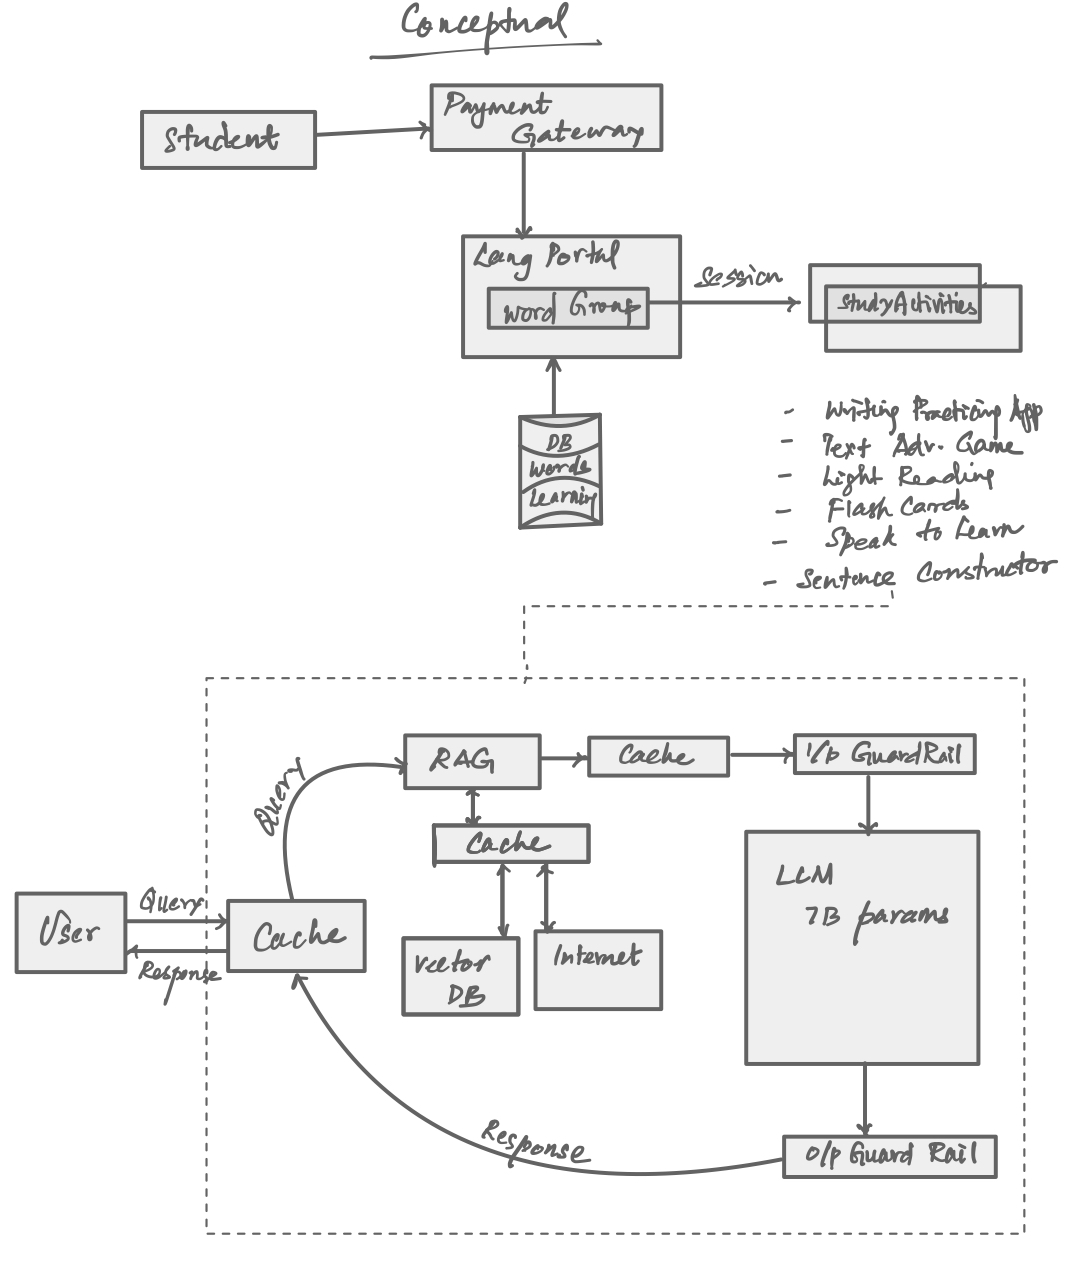 Conceptual
Payment
Gateway
Student
Lang Portal
Word Group
Session
Study Activities
DB
Words
Learning
- Writing Practicing App
- Text Adv. Game
- Light Reading
- Flash Cards
- Speak to Learn
- Sentence Constructor
RAG
Cache
I/p GuardRail
Query
Cache
LLM
7B params
User
Query
Response
Cache
Vector
DB
Internet
Response
O/p Guard Rail